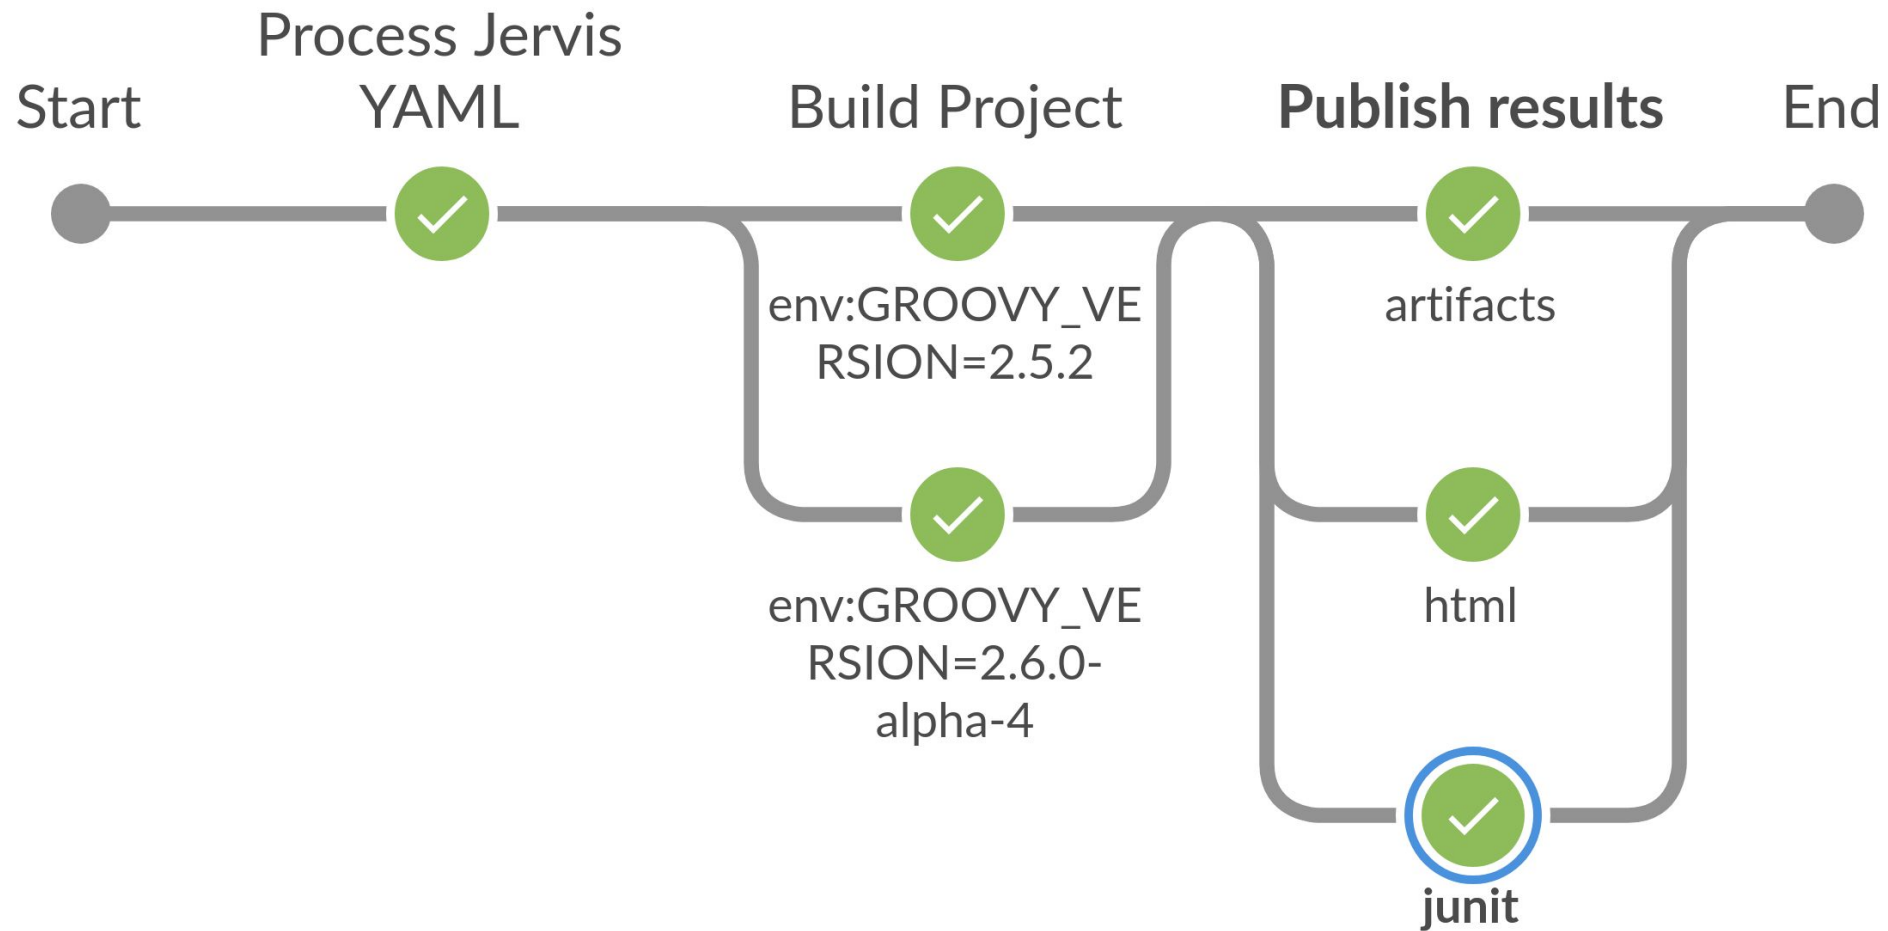 Start
Process Jervis
YAML
Build Project
Publish results
End
env:GROOVY_VE
RSION=2.5.2
artifacts
env:GROOVY_VE
RSION=2.6.0-
alpha-4
html
junit